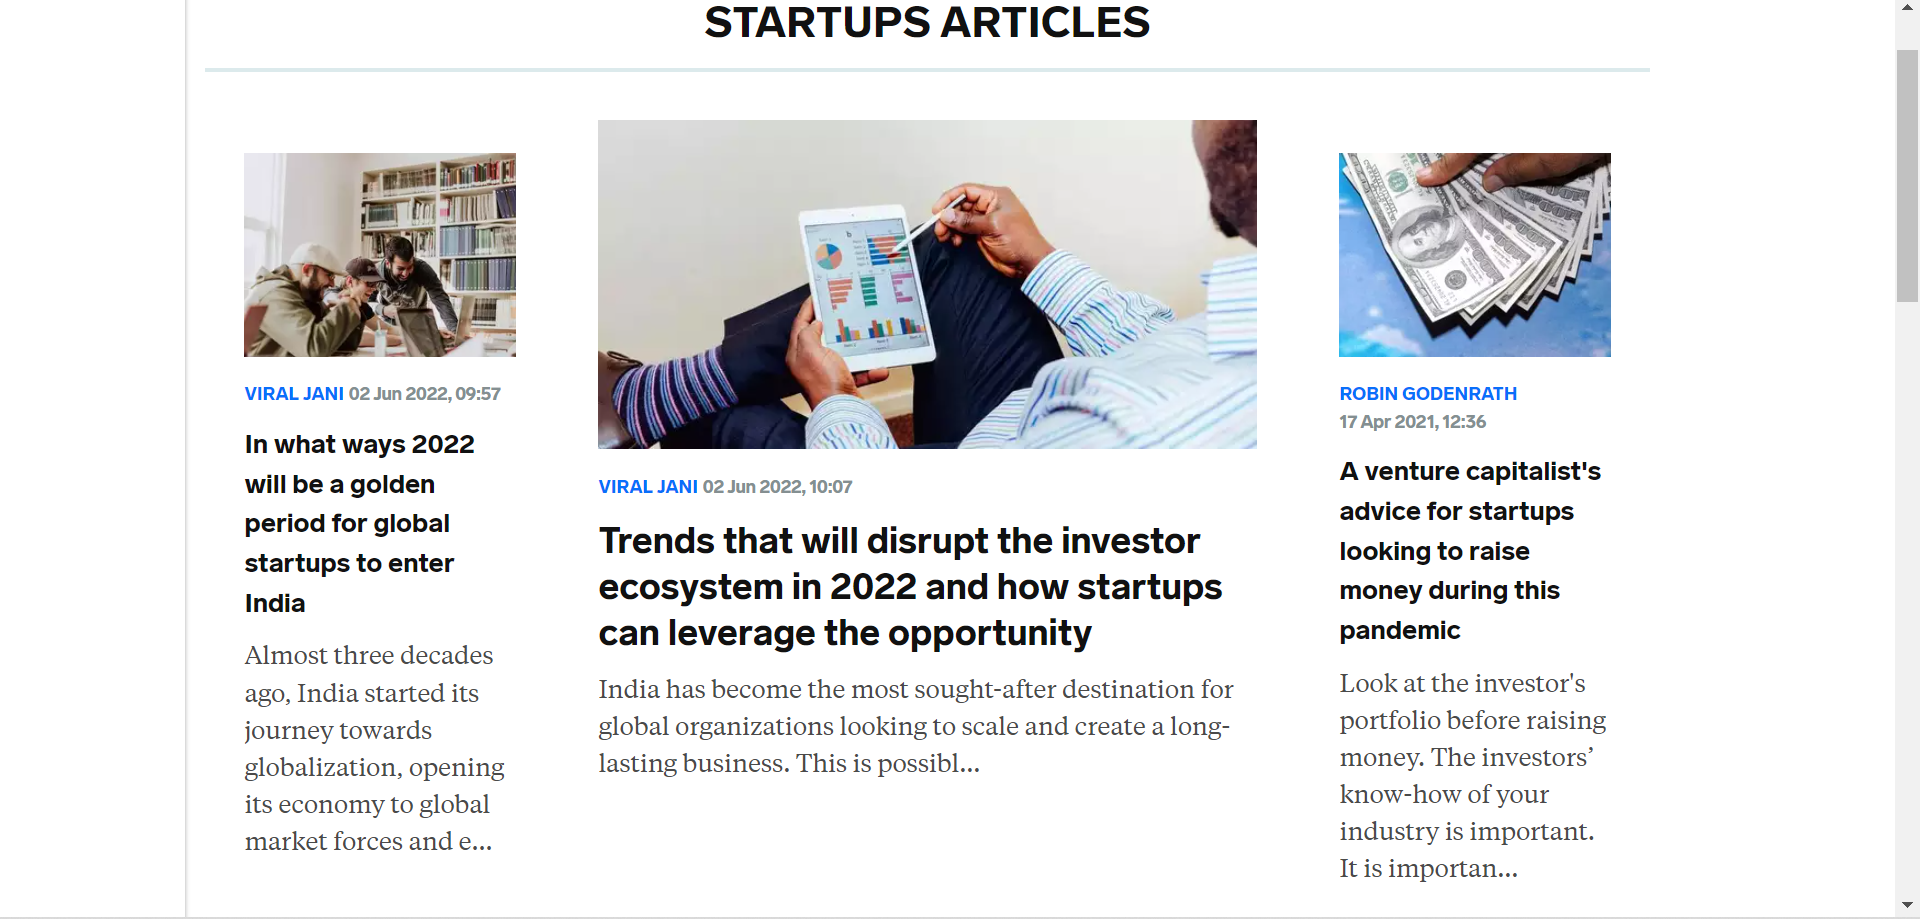 STARTUPS ARTICLES
VIRAL JANI 02 Jun 2022, 09:57
In what ways 2022
will be a golden
period for global
startups to enter
India
Almost three decades
ago, India started its
journey towards
globalization, opening
its economy to global
market forces and e...
VIRAL JANI 02 Jun 2022, 10:07
Trends that will disrupt the investor
ecosystem in 2022 and how startups
can leverage the opportunity
India has become the most sought-after destination for
global organizations looking to scale and create a long-
lasting business. This is possibl...
ROBIN GODENRATH
17 Apr 2021, 12:36
A venture capitalist's
advice for startups
looking to raise
money during this
pandemic
Look at the investor's
portfolio before raising
money. The investors’
know-how of your
industry is important.
It is importan...